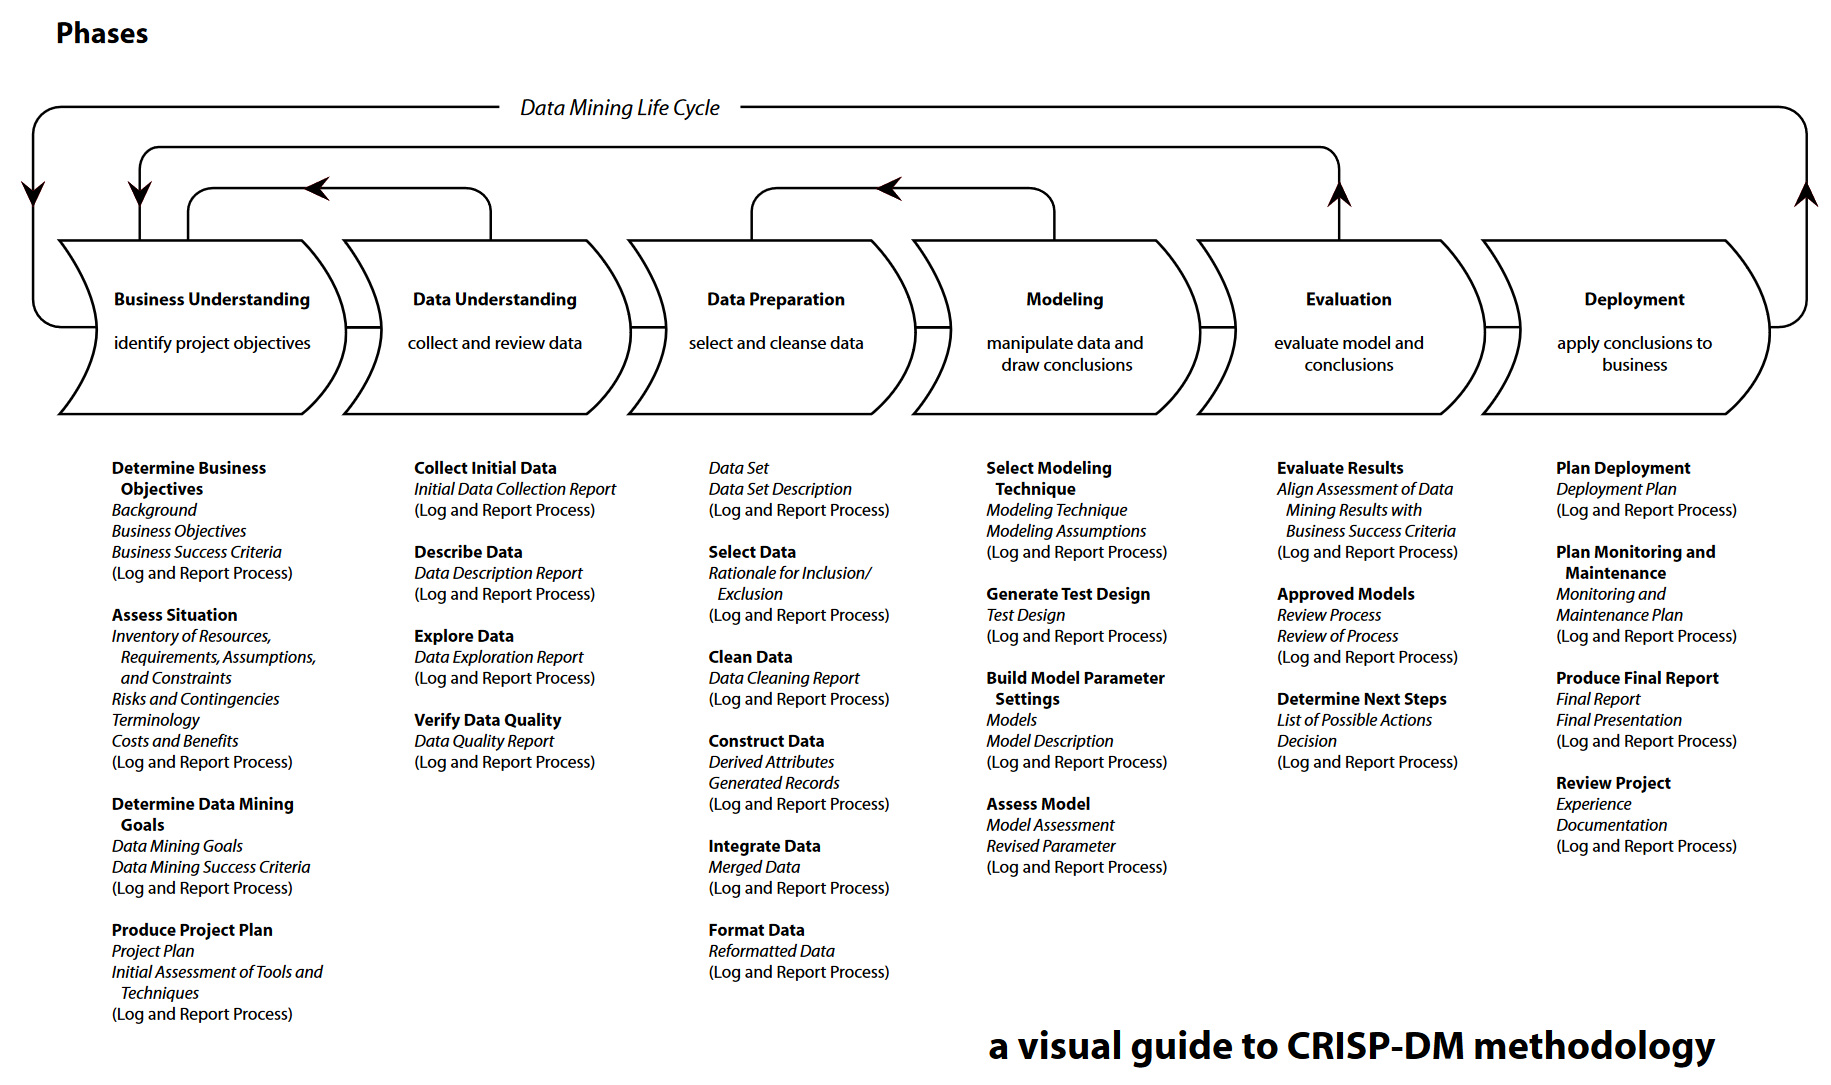 Phases
Data Mining Life Cycle
Business Understanding
identify project objectives
Data Understanding
collect and review data
Data Preparation
select and cleanse data
Modeling
manipulate data and
draw conclusions
Evaluation
evaluate model and
conclusions
Deployment
apply conclusions to
business
Determine Business
Objectives
Background
Business Objectives
Business Success Criteria
(Log and Report Process)
Assess Situation
Inventory of Resources,
Requirements, Assumptions,
and Constraints
Risks and Contingencies
Terminology
Costs and Benefits
(Log and Report Process)
Determine Data Mining
Goals
Data Mining Goals
Data Mining Success Criteria
(Log and Report Process)
Produce Project Plan
Project Plan
Initial Assessment of Tools and
Techniques
(Log and Report Process)
Collect Initial Data
Initial Data Collection Report
(Log and Report Process)
Describe Data
Data Description Report
(Log and Report Process)
Explore Data
Data Exploration Report
(Log and Report Process)
Verify Data Quality
Data Quality Report
(Log and Report Process)
Data Set
Data Set Description
(Log and Report Process)
Select Data
Rationale for Inclusion/
Exclusion
(Log and Report Process)
Clean Data
Data Cleaning Report
(Log and Report Process)
Construct Data
Derived Attributes
Generated Records
(Log and Report Process)
Integrate Data
Merged Data
(Log and Report Process)
Format Data
Reformatted Data
(Log and Report Process)
Select Modeling
Technique
Modeling Technique
Modeling Assumptions
(Log and Report Process)
Generate Test Design
Test Design
(Log and Report Process)
Build Model Parameter
Settings
Models
Model Description
(Log and Report Process)
Assess Model
Model Assessment
Revised Parameter
(Log and Report Process)
Evaluate Results
Align Assessment of Data
Mining Results with
Business Success Criteria
(Log and Report Process)
Approved Models
Review Process
Review of Process
(Log and Report Process)
Determine Next Steps
List of Possible Actions
Decision
(Log and Report Process)
Plan Deployment
Deployment Plan
(Log and Report Process)
Plan Monitoring and
Maintenance
Monitoring and
Maintenance Plan
(Log and Report Process)
Produce Final Report
Final Report
Final Presentation
(Log and Report Process)
Review Project
Experience
Documentation
(Log and Report Process)
a visual guide to CRISP-DM methodology